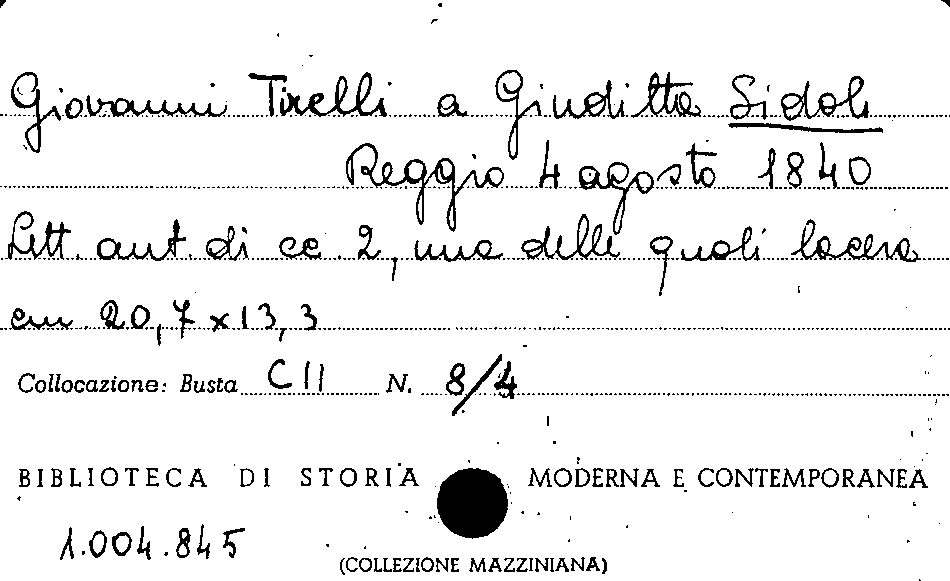 Giovanni Tirelli a Giuditta Sidoli
Reggio 4 agosto 1840
Lett. aut. di cc. 2, una delle quali lacera
cm. 20,7 x 13,3
Collocazione: Busta C II N. 8/4
BIBLIOTECA DI STORIA MODERNA E CONTEMPORANEA
1.004.845
(COLLEZIONE MAZZINIANA)